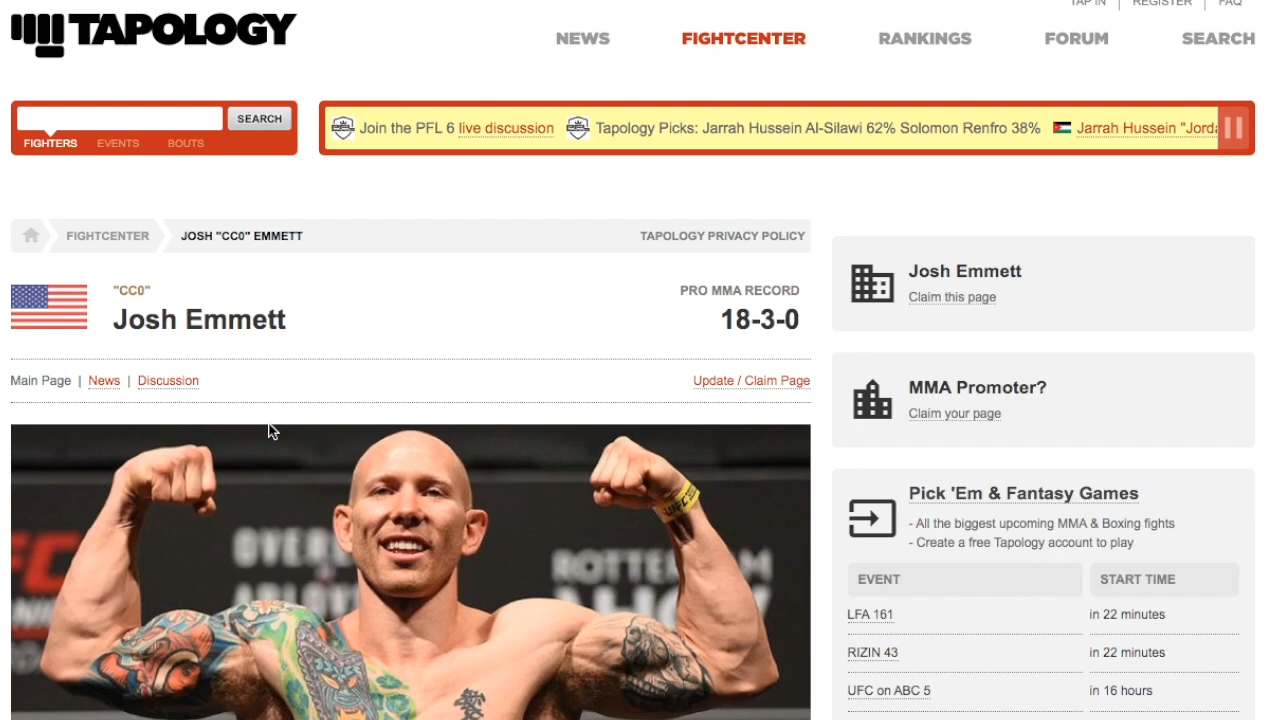 TAP IN | REGISTER | FAQ
TAPOLOGY
NEWS FIGHTCENTER RANKINGS FORUM SEARCH
SEARCH
FIGHTERS EVENTS BOUTS
Join the PFL 6 live discussion Tapology Picks: Jarrah Hussein Al-Silawi 62% Solomon Renfro 38% Jarrah Hussein "Jorda
FIGHTCENTER JOSH "CC0" EMMETT TAPOLOGY PRIVACY POLICY
"CC0"
Josh Emmett
PRO MMA RECORD
18-3-0
Main Page | News | Discussion
Update / Claim Page
OVER
ROTTER
UFC
Josh Emmett
Claim this page
MMA Promoter?
Claim your page
Pick 'Em & Fantasy Games
- All the biggest upcoming MMA & Boxing fights
- Create a free Tapology account to play
EVENT START TIME
LFA 161 in 22 minutes
RIZIN 43 in 22 minutes
UFC on ABC 5 in 16 hours